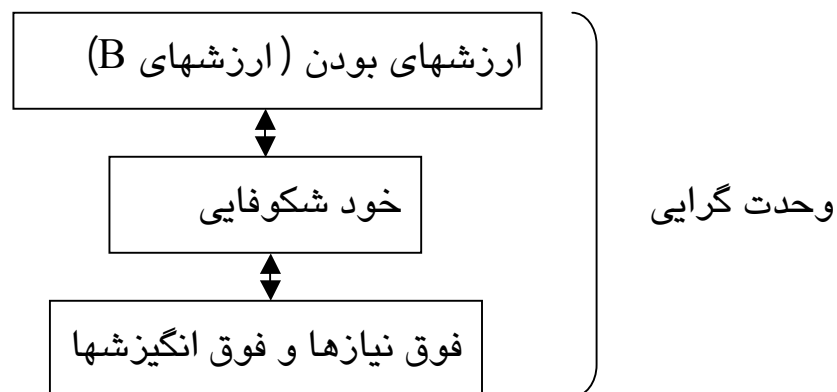 ارزشهای بودن (ارزشهای B)
خود شکوفایی
وحدت گرایی
فوق نیازها و فوق انگیزشها